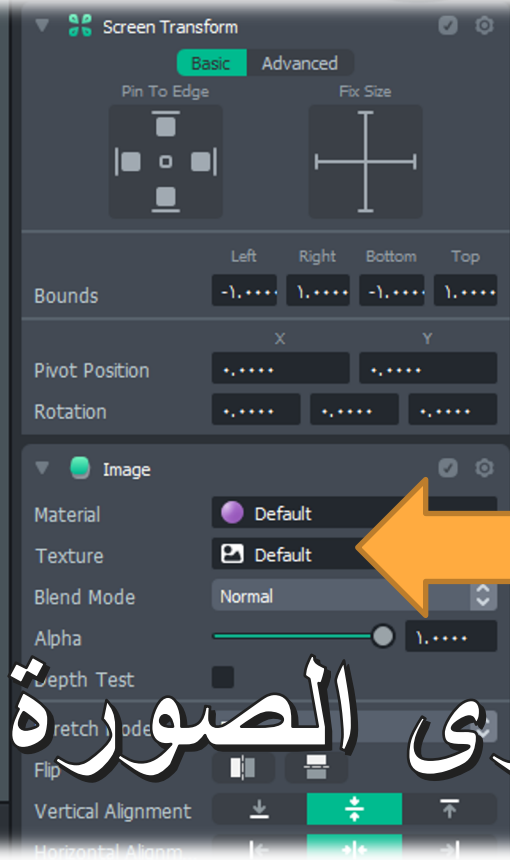 Screen Transform
Basic Advanced
Pin To Edge Fix Size
Left Right Bottom Top
Bounds -١.٠٠٠٠ ١.٠٠٠٠ -١.٠٠٠٠ ١.٠٠٠٠
X Y
Pivot Position ٠.٠٠٠٠ ٠.٠٠٠٠
Rotation ٠.٠٠٠٠ ٠.٠٠٠٠ ٠.٠٠٠٠
Image
Material Default
Texture Default
Blend Mode Normal
Alpha ١.٠٠٠٠
Depth Test
الصورة
Flip
Vertical Alignment